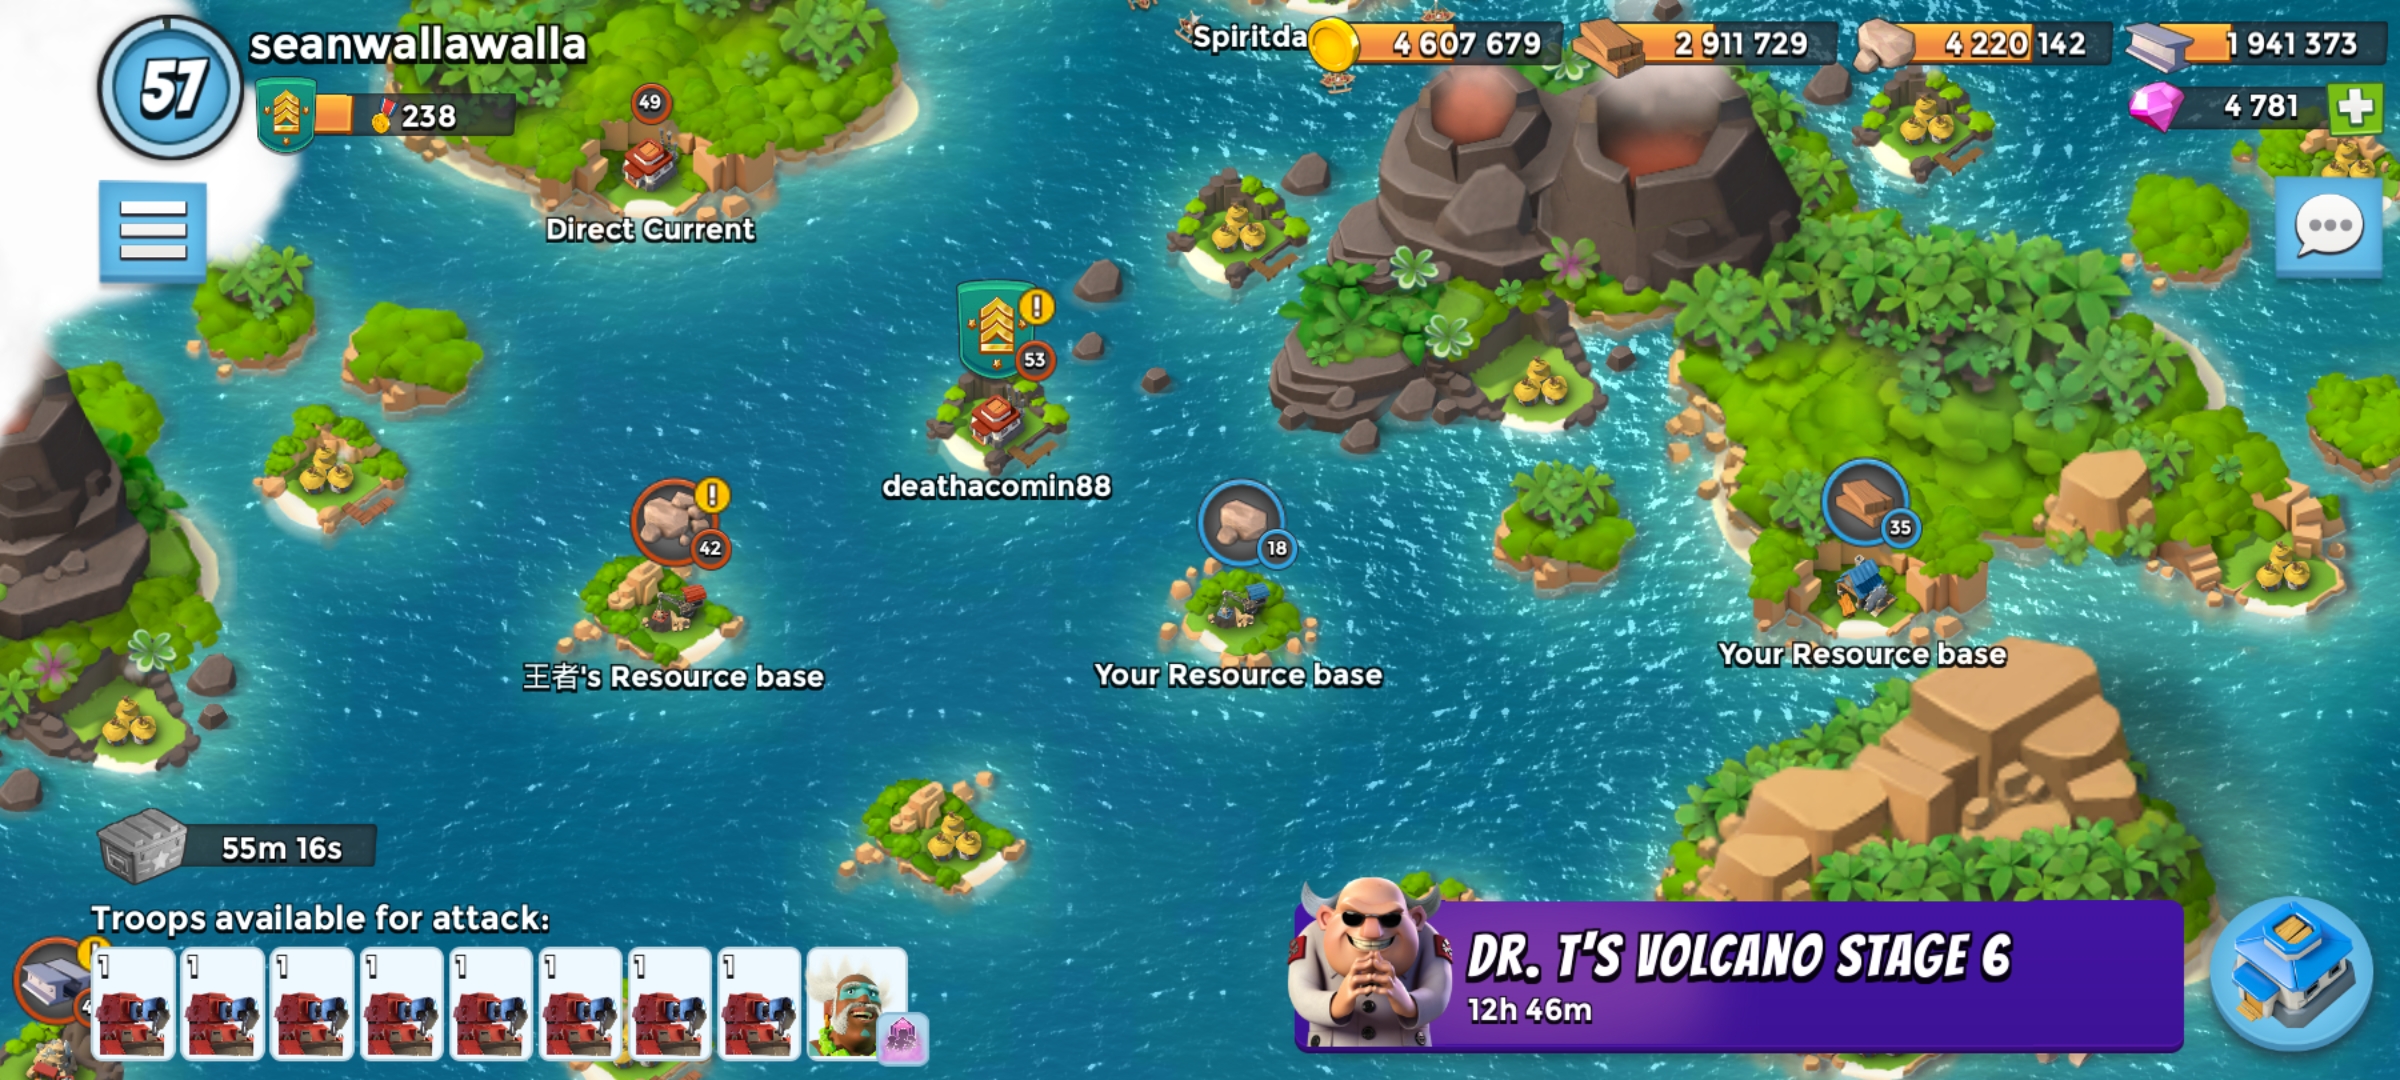 57
seanwallawalla
238
Spiritda
4 607 679
2 911 729
4 220 142
1 941 373
4 781
49
Direct Current
53
deathacomin88
42
王者's Resource base
18
Your Resource base
35
Your Resource base
55m 16s
Troops available for attack:
1 1 1 1 1 1 1 1
DR. T'S VOLCANO STAGE 6
12h 46m